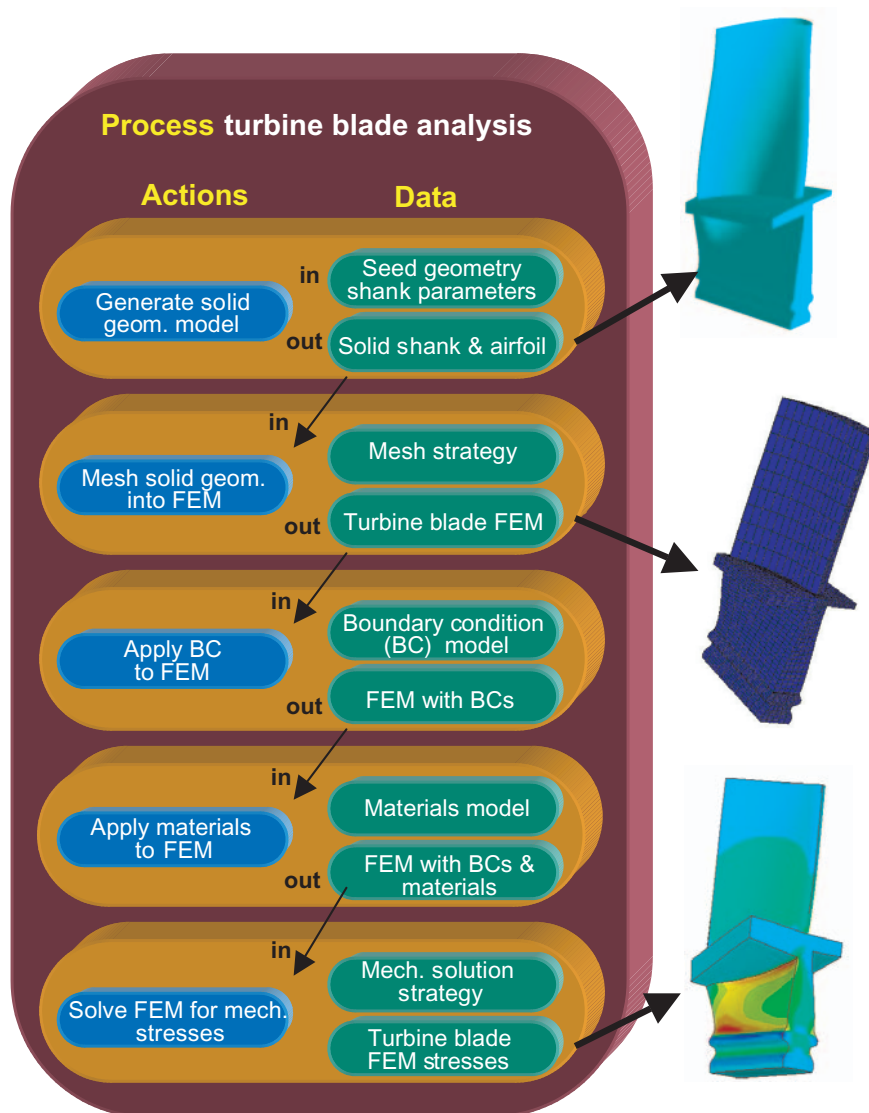 Process turbine blade analysis
Actions
Data
in
Seed geometry
shank parameters
Generate solid
geom. model
out
Solid shank & airfoil
in
Mesh strategy
Mesh solid geom.
into FEM
out
Turbine blade FEM
in
Boundary condition
(BC) model
Apply BC
to FEM
out
FEM with BCs
in
Materials model
Apply materials
to FEM
out
FEM with BCs &
materials
in
Mech. solution
strategy
Solve FEM for mech.
stresses
Turbine blade
FEM stresses